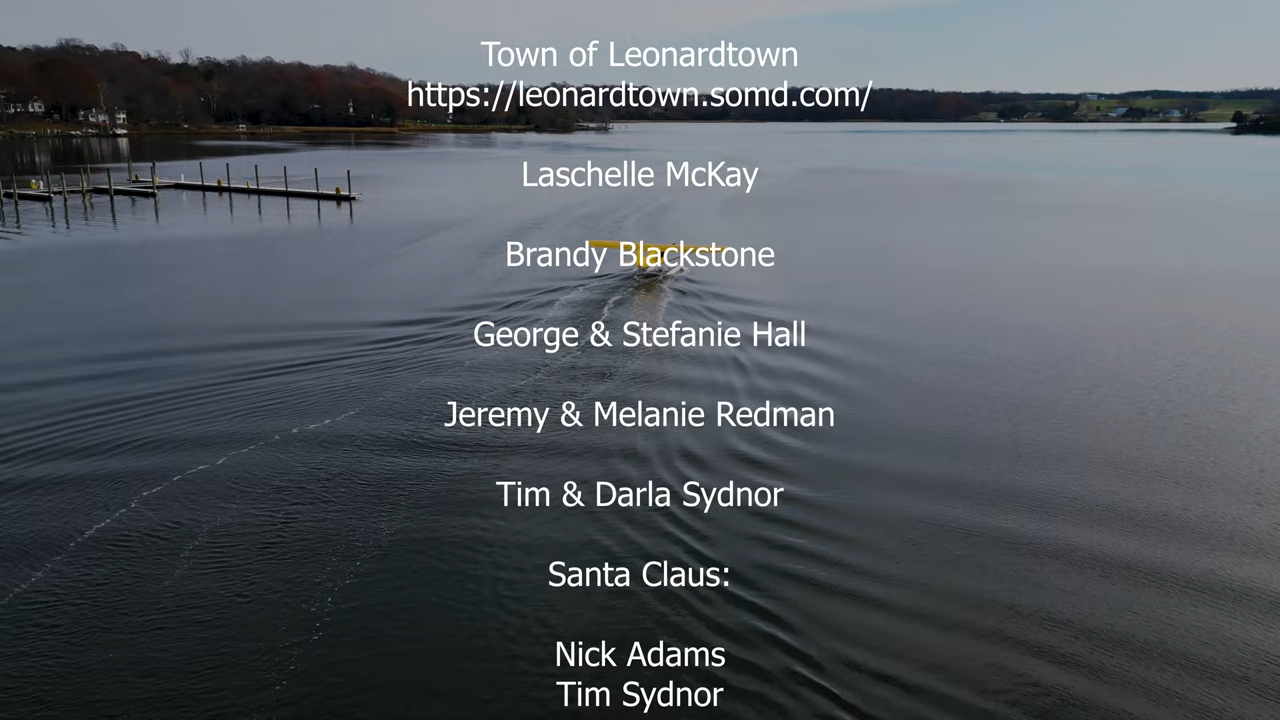 Town of Leonardtown
https://leonardtown.somd.com/
Laschelle McKay
Brandy Blackstone
George & Stefanie Hall
Jeremy & Melanie Redman
Tim & Darla Sydnor
Santa Claus:
Nick Adams
Tim Sydnor